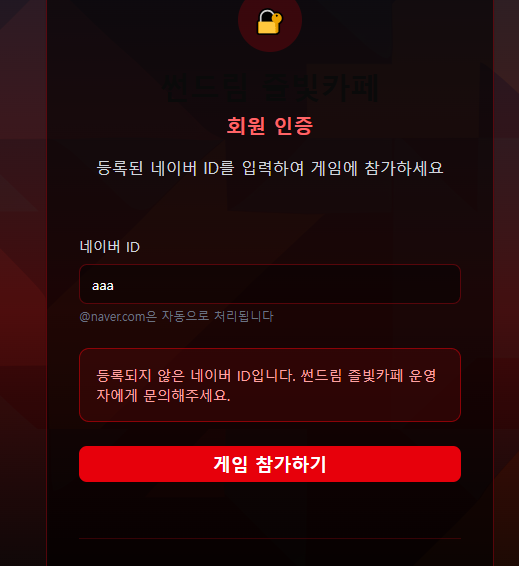 썬드림 즐빛카페
회원 인증
등록된 네이버 ID를 입력하여 게임에 참가하세요
네이버 ID
aaa
@naver.com은 자동으로 처리됩니다
등록되지 않은 네이버 ID입니다. 썬드림 즐빛카페 운영
자에게 문의해주세요.
게임 참가하기